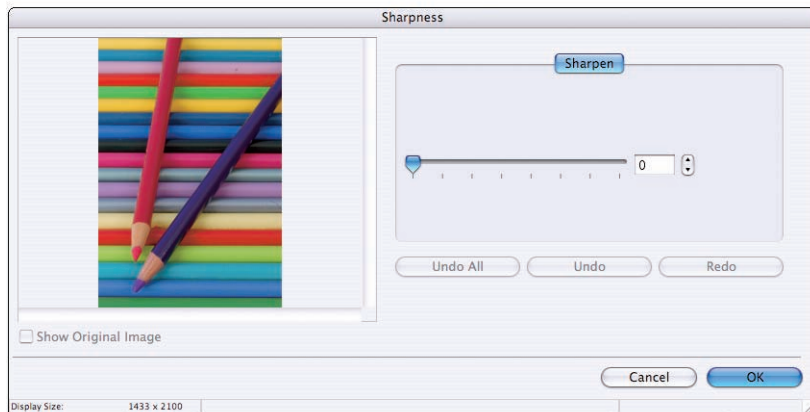 Sharpness
Sharpen
0
Undo All Undo Redo
Show Original Image
Cancel OK
Display Size: 1433 x 2100